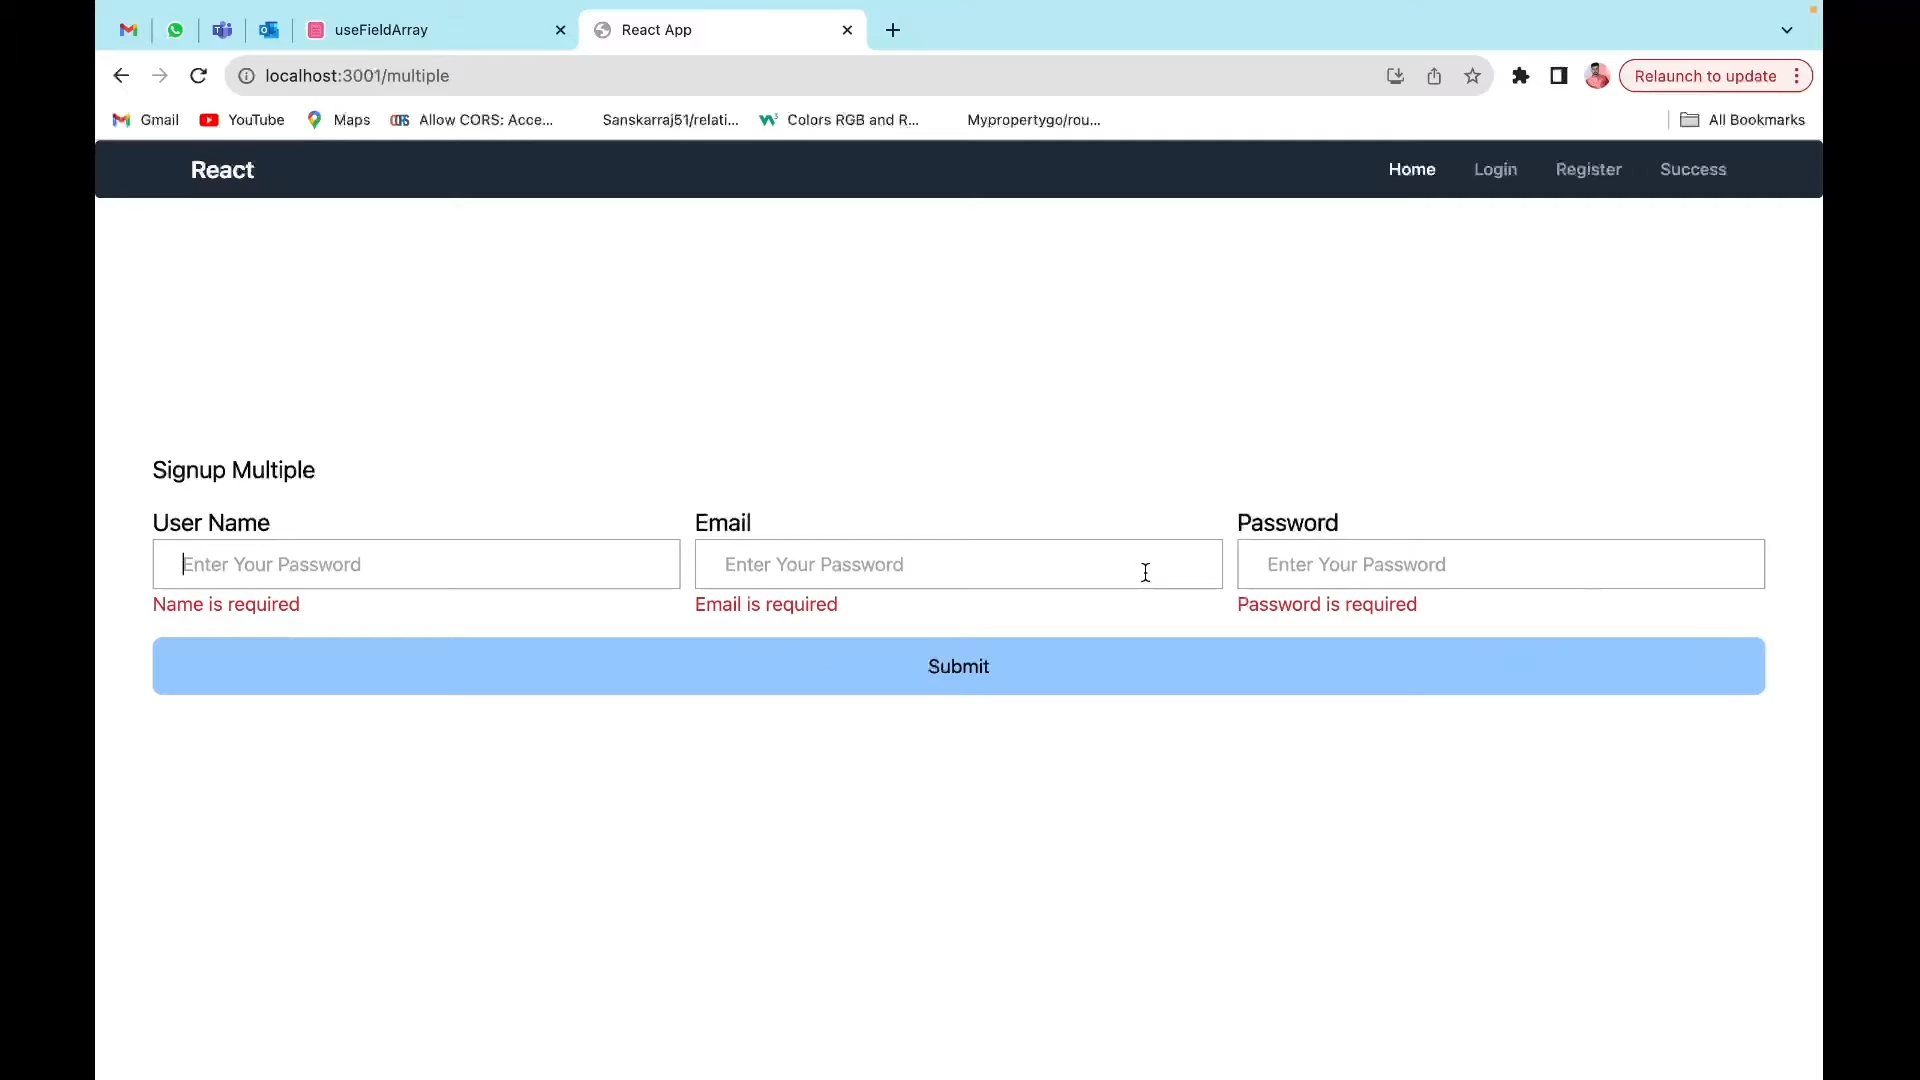 useFieldArray
React App
localhost:3001/multiple
Relaunch to update
Gmail
YouTube
Maps
Allow CORS: Acce...
Sanskarraj51/relati...
Colors RGB and R...
Mypropertygo/rou...
All Bookmarks
React
Home
Login
Register
Success
Signup Multiple
User Name
Email
Password
Enter Your Password
Enter Your Password
Enter Your Password
Name is required
Email is required
Password is required
Submit